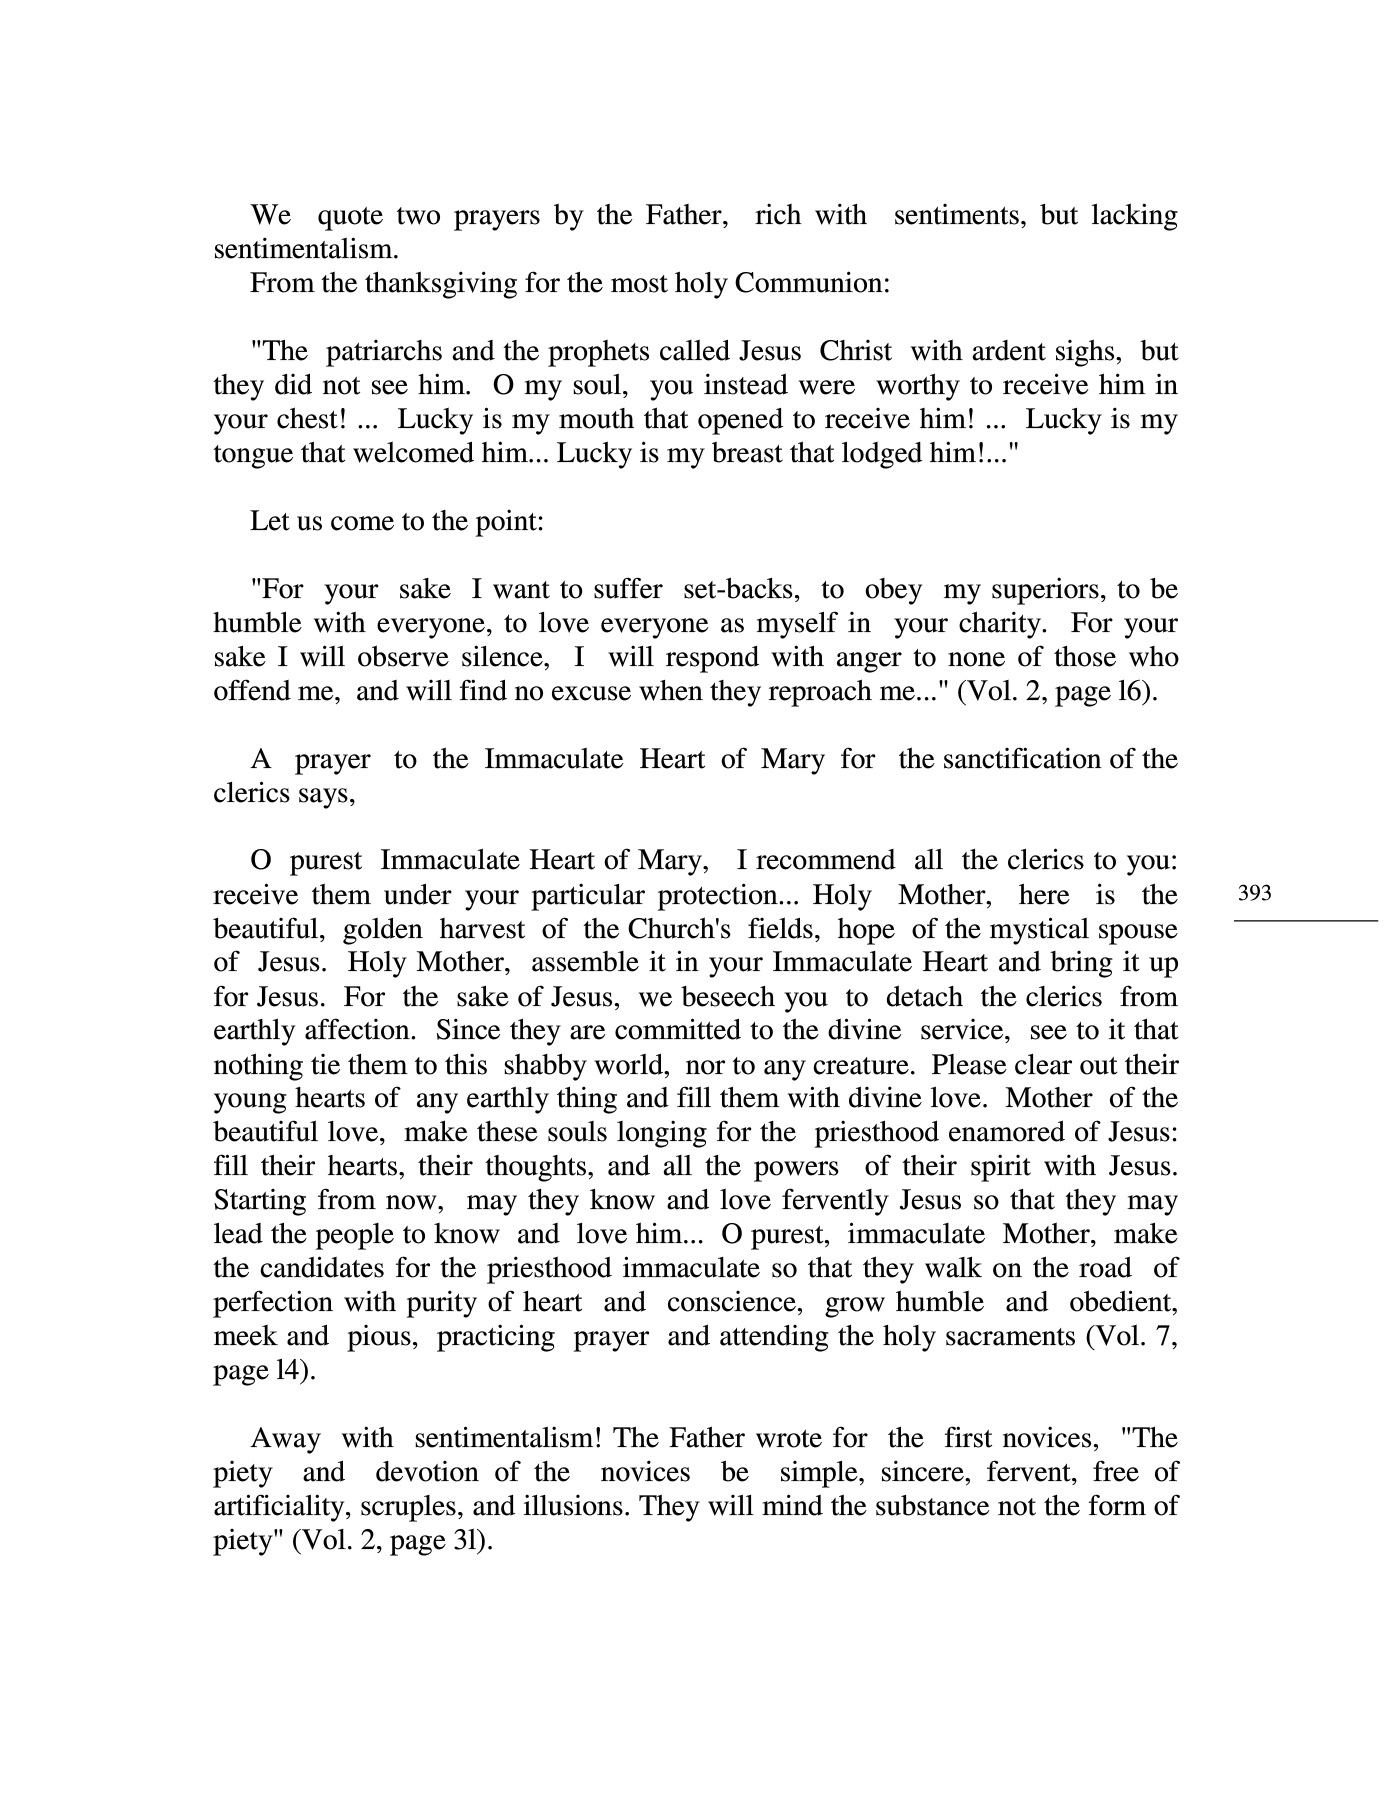 We quote two prayers by the Father, rich with sentiments, but lacking
sentimentalism.
From the thanksgiving for the most holy Communion:
"The patriarchs and the prophets called Jesus Christ with ardent sighs, but
they did not see him. O my soul, you instead were worthy to receive him in
your chest! ... Lucky is my mouth that opened to receive him! ... Lucky is my
tongue that welcomed him... Lucky is my breast that lodged him!..."
Let us come to the point:
"For your sake I want to suffer set-backs, to obey my superiors, to be
humble with everyone, to love everyone as myself in your charity. For your
sake I will observe silence, I will respond with anger to none of those who
offend me, and will find no excuse when they reproach me..." (Vol. 2, page l6).
A prayer to the Immaculate Heart of Mary for the sanctification of the
clerics says,
O purest Immaculate Heart of Mary, I recommend all the clerics to you:
receive them under your particular protection... Holy Mother, here is the
beautiful, golden harvest of the Church's fields, hope of the mystical spouse
of Jesus. Holy Mother, assemble it in your Immaculate Heart and bring it up
for Jesus. For the sake of Jesus, we beseech you to detach the clerics from
earthly affection. Since they are committed to the divine service, see to it that
nothing tie them to this shabby world, nor to any creature. Please clear out their
young hearts of any earthly thing and fill them with divine love. Mother of the
beautiful love, make these souls longing for the priesthood enamored of Jesus:
fill their hearts, their thoughts, and all the powers of their spirit with Jesus.
Starting from now, may they know and love fervently Jesus so that they may
lead the people to know and love him... O purest, immaculate Mother, make
the candidates for the priesthood immaculate so that they walk on the road of
perfection with purity of heart and conscience, grow humble and obedient,
meek and pious, practicing prayer and attending the holy sacraments (Vol. 7,
page l4).
Away with sentimentalism! The Father wrote for the first novices, "The
piety and devotion of the novices be simple, sincere, fervent, free of
artificiality, scruples, and illusions. They will mind the substance not the form of
piety" (Vol. 2, page 3l).
393